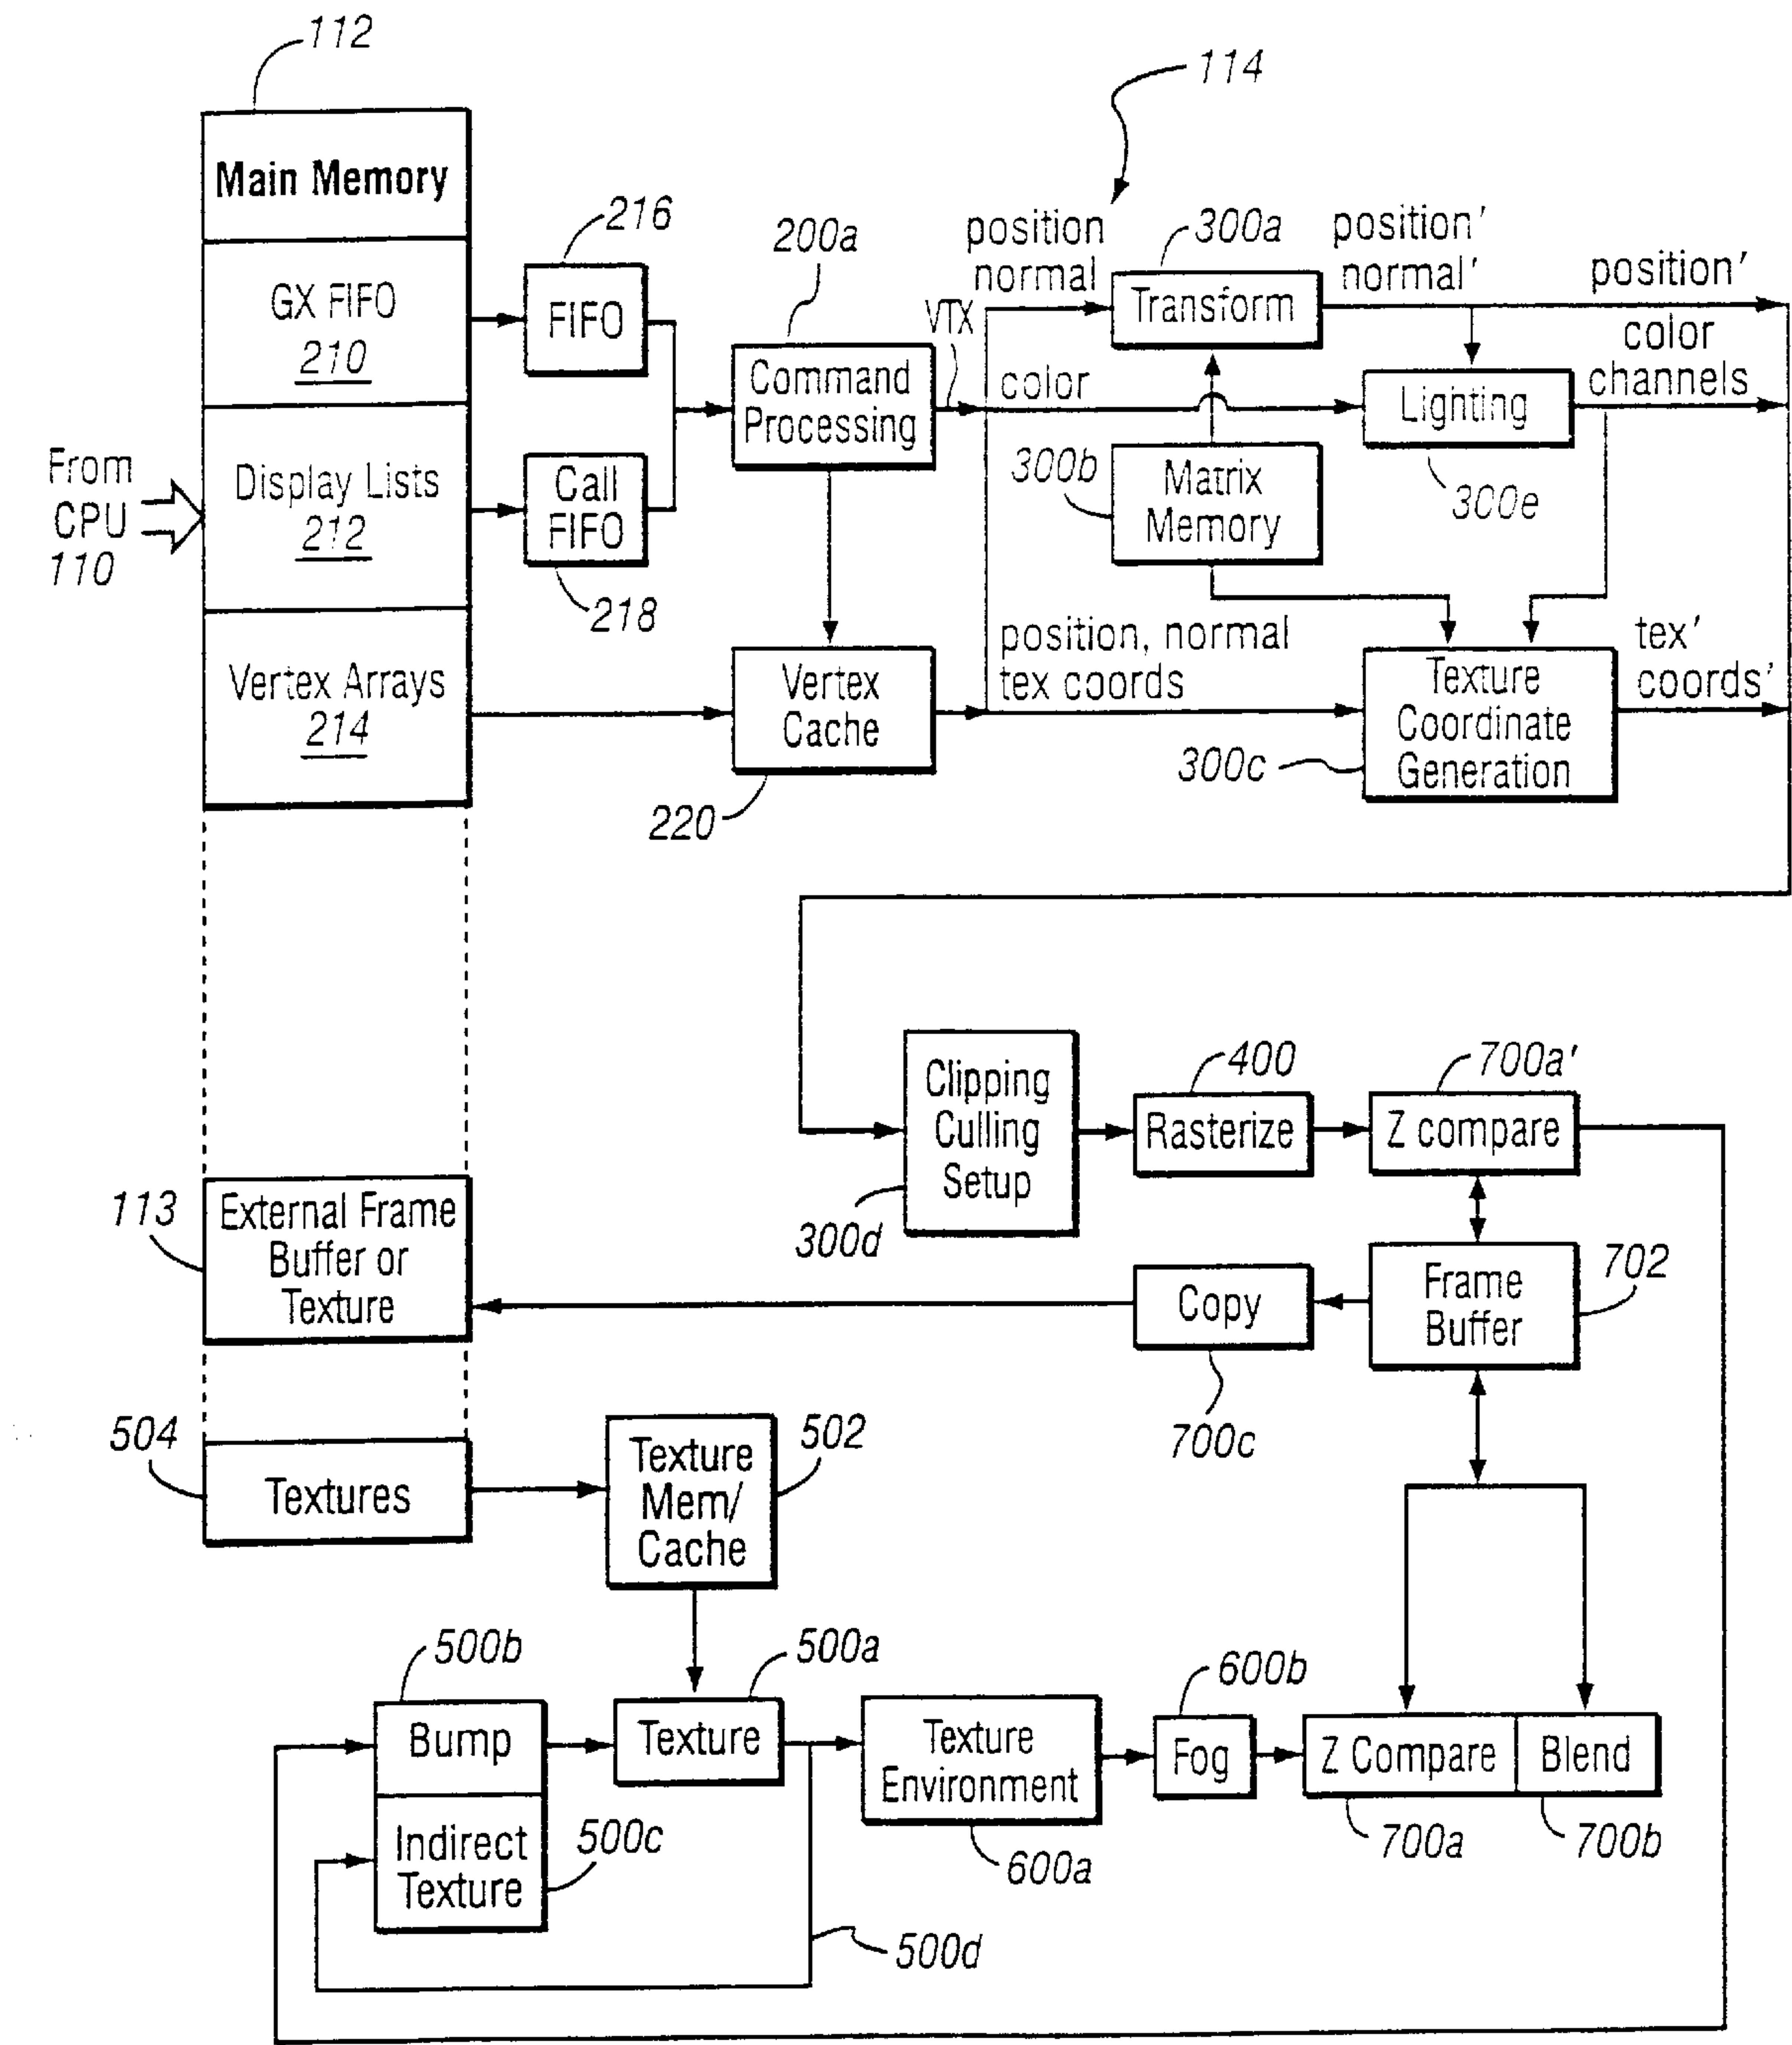 112
114
Main Memory
216
200a
position
normal
300a
position'
normal'
position'
GX FIFO
210
FIFO
VTX
Transform
color
channels
Command
Processing
color
Lighting
From
CPU
110
Display Lists
212
Call
FIFO
300b
Matrix
Memory
300e
218
Vertex Arrays
214
Vertex
Cache
position, normal
tex coords
Texture
Coordinate
Generation
tex'
coords'
300c
220
Clipping
Culling
Setup
400
Rasterize
700a'
Z compare
300d
113
External Frame
Buffer or
Texture
Copy
Frame
Buffer
702
700c
504
Textures
Texture
Mem/
Cache
502
500b
500a
600b
Bump
Texture
Texture
Environment
Fog
Z Compare
Blend
Indirect
Texture
500c
600a
700a
700b
500d